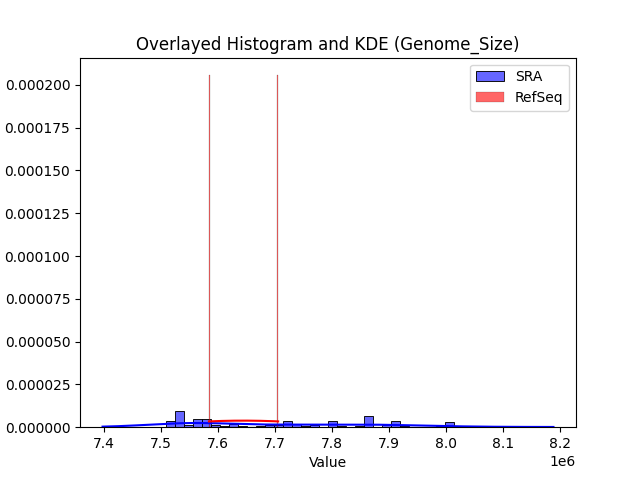 Overlayed Histogram and KDE (Genome_Size)
SRA
RefSeq
0.000200
0.000175
0.000150
0.000125
0.000100
0.000075
0.000050
0.000025
0.000000
7.4 7.5 7.6 7.7 7.8 7.9 8.0 8.1 8.2
1e6
Value